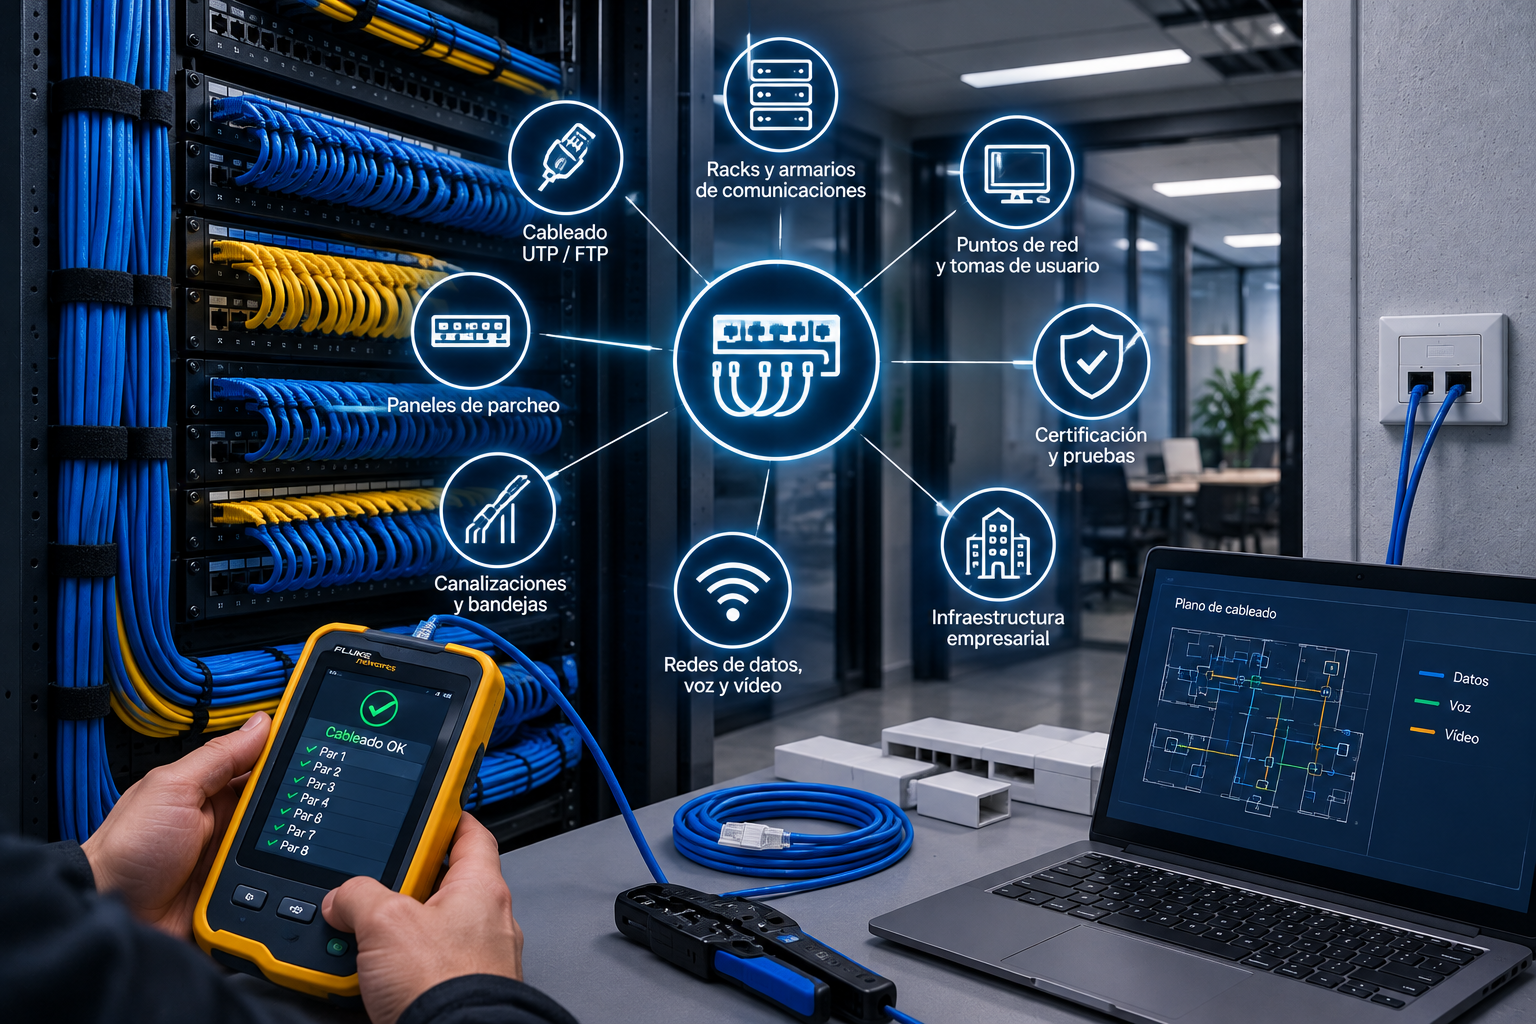 Racks y armarios
de comunicaciones
Cableado
UTP / FTP
Puntos de red
y tomas de usuario
Paneles de parcheo
Certificación
y pruebas
Canalizaciones
y bandejas
Infraestructura
empresarial
Redes de datos,
voz y vídeo
FLUKE
networks
Cableado OK
Par 1
Par 2
Par 3
Par 4
Par 6
Par 7
Par 8
Plano de cableado
Datos
Voz
Vídeo